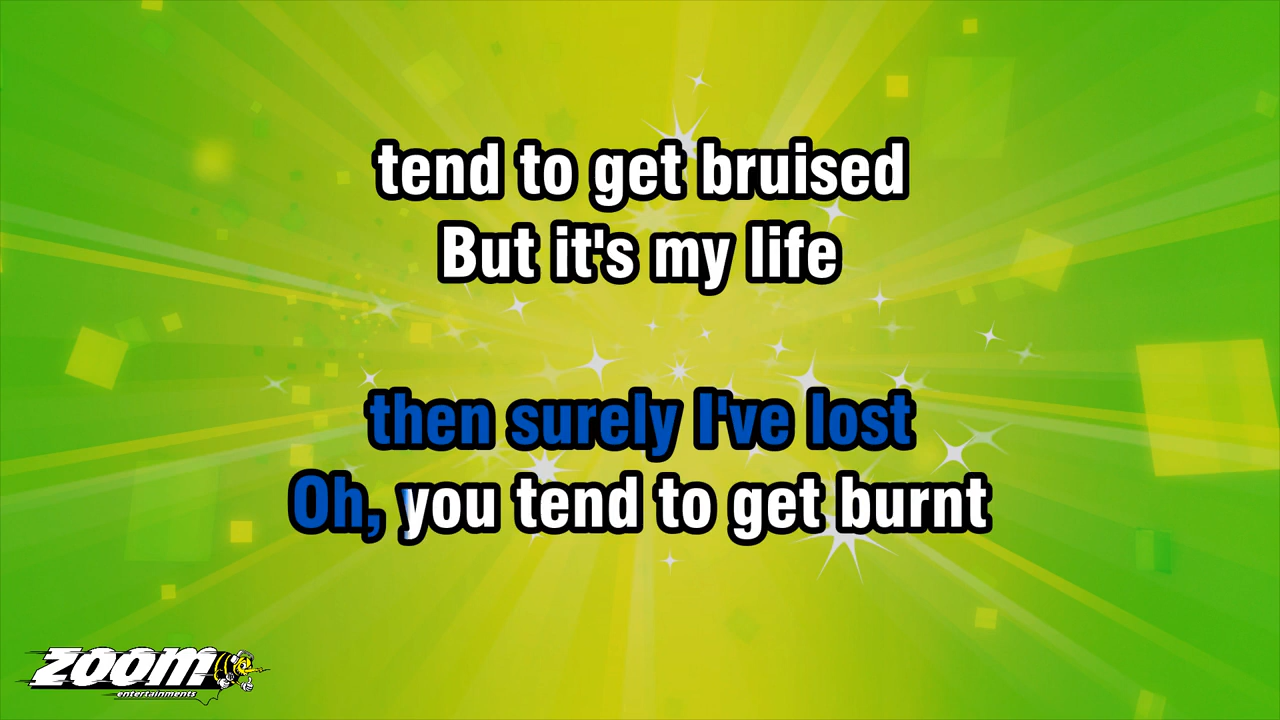 tend to get bruised
But it's my life
then surely I've lost
Oh, you tend to get burnt
ZOOM
entertainments